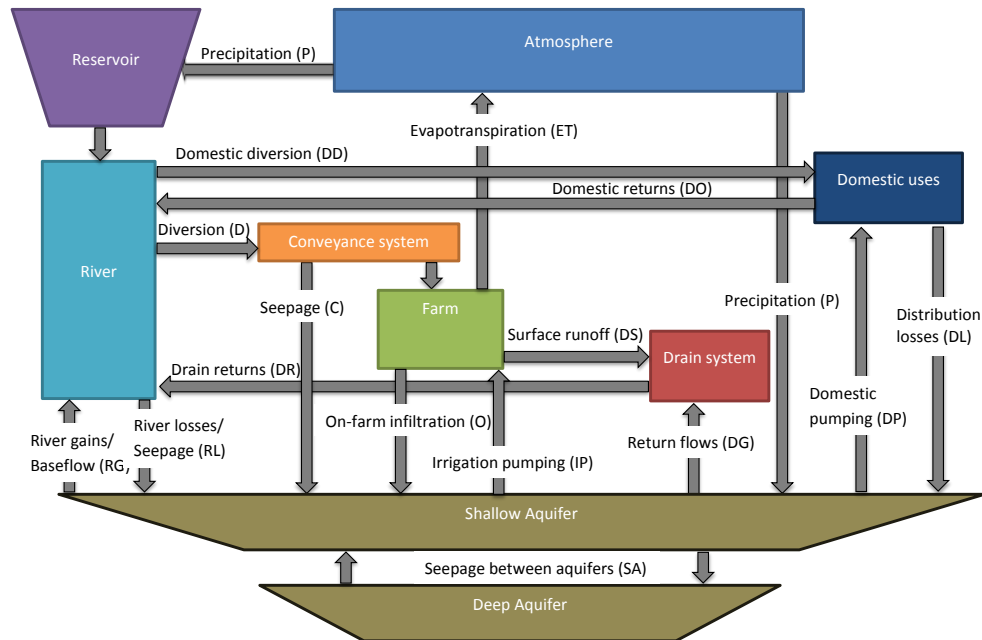 Reservoir
Precipitation (P)
Atmosphere
Evapotranspiration (ET)
Domestic diversion (DD)
Domestic uses
Domestic returns (DO)
Diversion (D)
Conveyance system
River
Seepage (C)
Farm
Precipitation (P)
Distribution
losses (DL)
Surface runoff (DS)
Drain system
Drain returns (DR)
Domestic
pumping (DP)
River gains/
Baseflow (RG,
River losses/
Seepage (RL)
On-farm infiltration (O)
Irrigation pumping (IP)
Return flows (DG)
Shallow Aquifer
Seepage between aquifers (SA)
Deep Aquifer